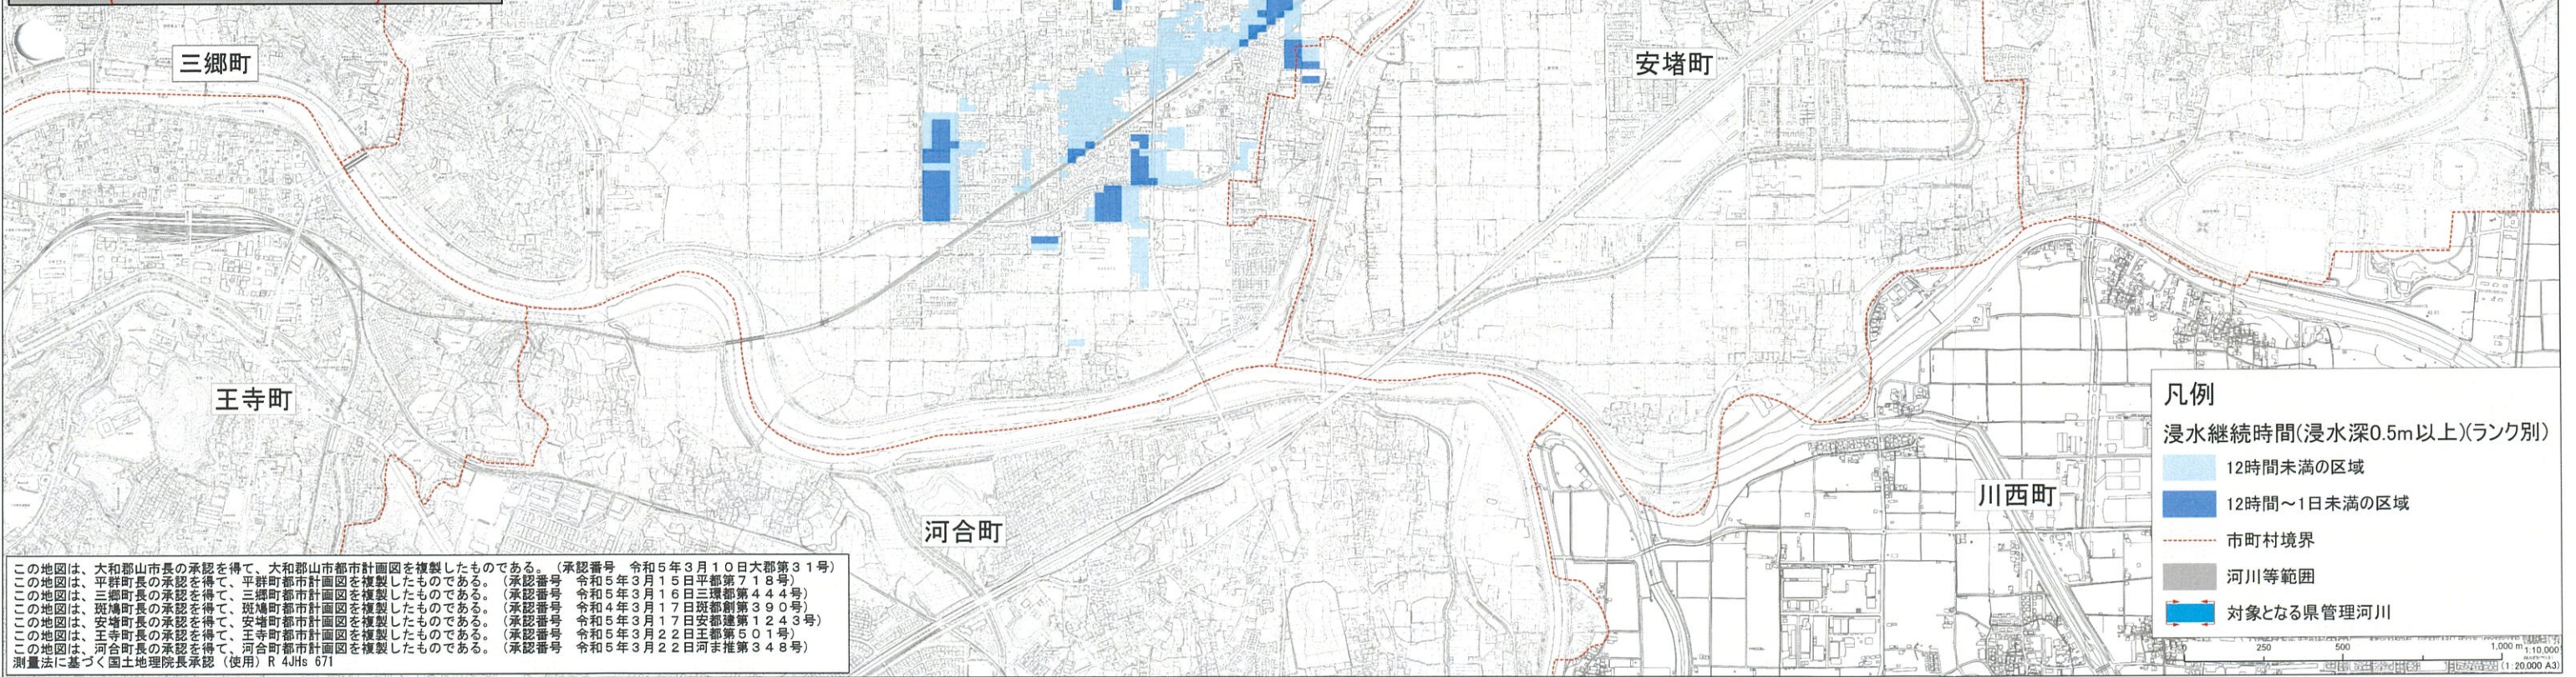 三郷町
安堵町
王寺町
河合町
川西町
凡例
浸水継続時間(浸水深0.5m以上)(ランク別)
12時間未満の区域
12時間～1日未満の区域
市町村境界
河川等範囲
対象となる県管理河川
0 250 500 1,000 m
1:10,000
(1:20,000 A3)
この地図は、大和郡山市長の承認を得て、大和郡山市都市計画図を複製したものである。（承認番号　令和5年3月10日大郡第31号）
この地図は、平群町長の承認を得て、平群町都市計画図を複製したものである。（承認番号　令和5年3月15日平都第718号）
この地図は、三郷町長の承認を得て、三郷町都市計画図を複製したものである。（承認番号　令和5年3月16日三環都第444号）
この地図は、斑鳩町長の承認を得て、斑鳩町都市計画図を複製したものである。（承認番号　令和4年3月17日斑都創第390号）
この地図は、安堵町長の承認を得て、安堵町都市計画図を複製したものである。（承認番号　令和5年3月17日安都建第1243号）
この地図は、王寺町長の承認を得て、王寺町都市計画図を複製したものである。（承認番号　令和5年3月22日王都第501号）
この地図は、河合町長の承認を得て、河合町都市計画図を複製したものである。（承認番号　令和5年3月22日河ま推第348号）
測量法に基づく国土地理院長承認（使用）R 4JHs 671